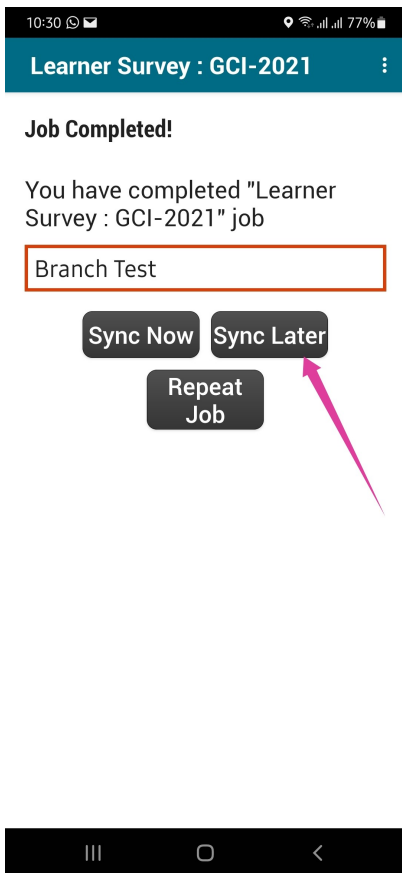 10:30 77%
Learner Survey : GCI-2021
Job Completed!
You have completed "Learner
Survey : GCI-2021" job
Branch Test
Sync Now Sync Later
Repeat
Job